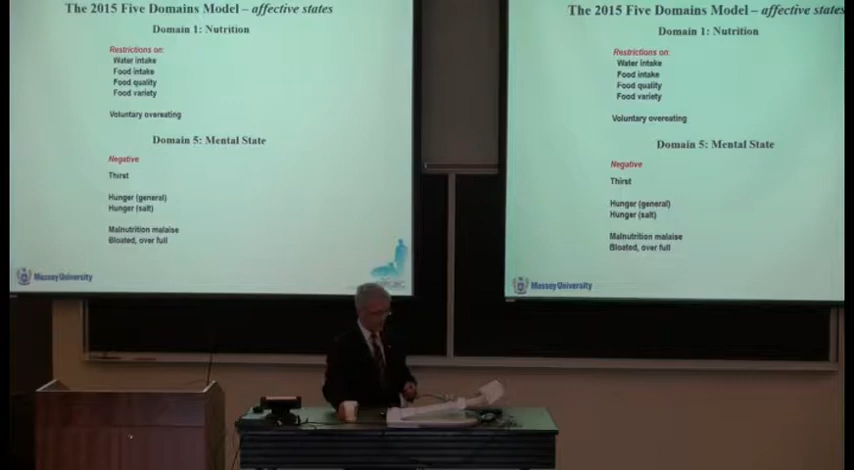 The 2015 Five Domains Model – affective states
Domain 1: Nutrition
Restrictions on:
Water intake
Food intake
Food quality
Food variety
Voluntary overeating
Domain 5: Mental State
Negative
Thirst
Hunger (general)
Hunger (salt)
Malnutrition malaise
Bloated, over full
Massey University
The 2015 Five Domains Model – affective states
Domain 1: Nutrition
Restrictions on:
Water intake
Food intake
Food quality
Food variety
Voluntary overeating
Domain 5: Mental State
Negative
Thirst
Hunger (general)
Hunger (salt)
Malnutrition malaise
Bloated, over full
Massey University